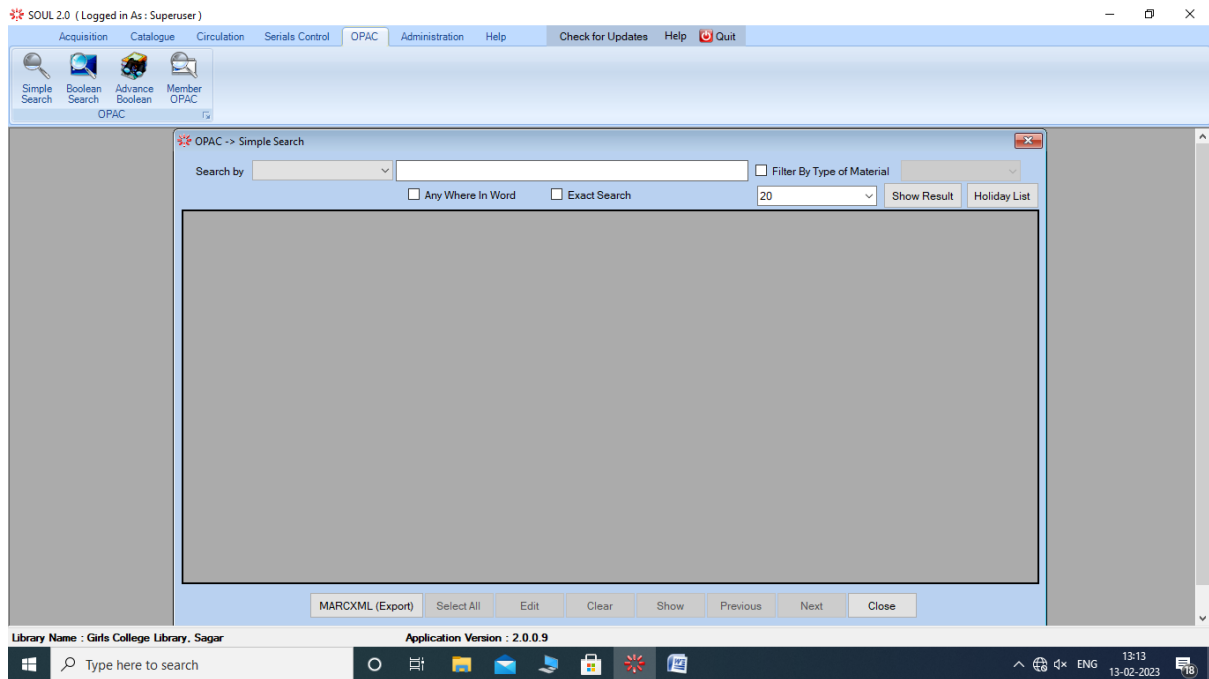 SOUL 2.0 ( Logged in As : Superuser )
Acquisition Catalogue Circulation Serials Control OPAC Administration Help Check for Updates Help Quit
Simple Search Boolean Search Advance Boolean Member OPAC
OPAC
OPAC -> Simple Search
Search by Filter By Type of Material
Any Where In Word Exact Search 20 Show Result Holiday List
MARCXML (Export) Select All Edit Clear Show Previous Next Close
Library Name : Girls College Library, Sagar Application Version : 2.0.0.9
Type here to search ENG 13:13
13-02-2023 18